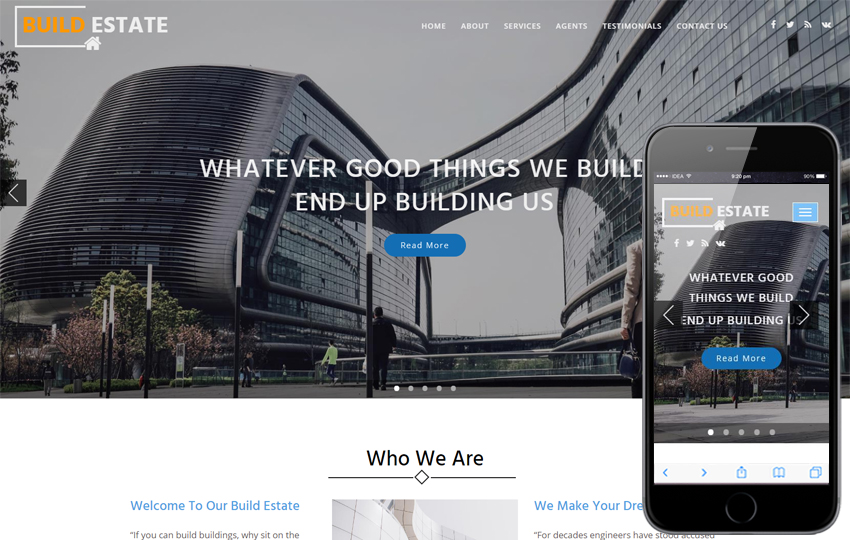 BUILD ESTATE
HOME ABOUT SERVICES AGENTS TESTIMONIALS CONTACT US
WHATEVER GOOD THINGS WE BUILD
END UP BUILDING US
Read More
Who We Are
Welcome To Our Build Estate
"If you can build buildings, why sit on the
We Make Your Dre
"For decades engineers have stood accused
IDEA 9:20 pm 90%
BUILD ESTATE
WHATEVER GOOD
THINGS WE BUILD
END UP BUILDING US
Read More